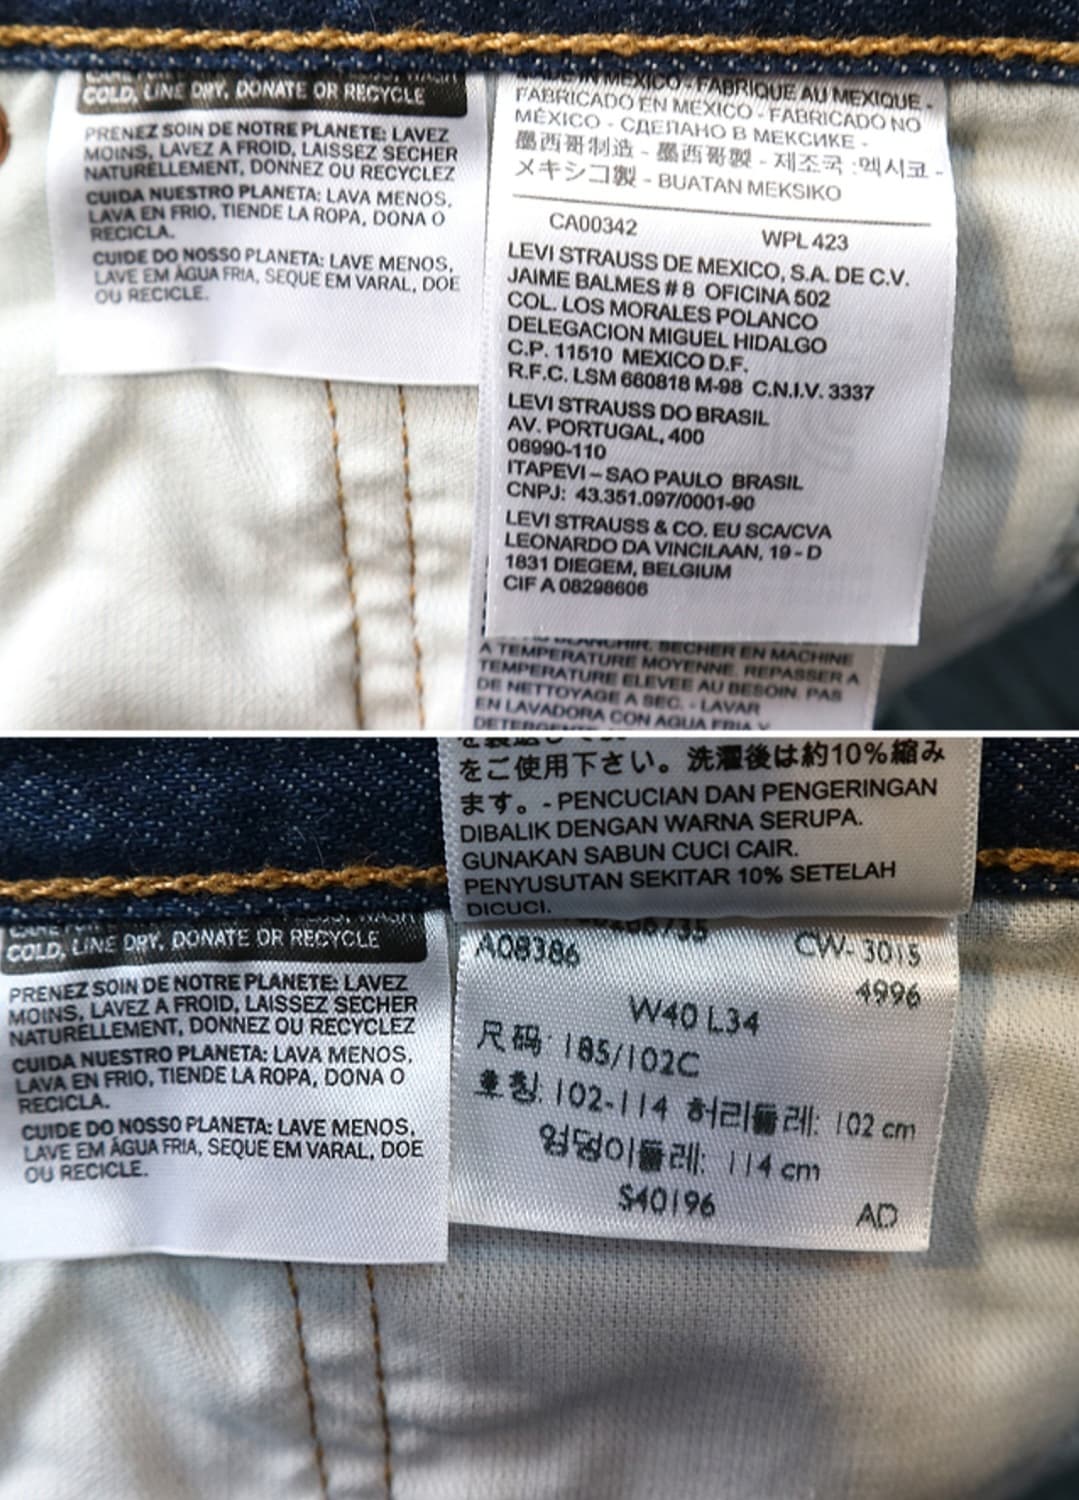 COLD, LINE DRY, DONATE OR RECYCLE
PRENEZ SOIN DE NOTRE PLANETE: LAVEZ
MOINS, LAVEZ A FROID, LAISSEZ SECHER
NATURELLEMENT, DONNEZ OU RECYCLEZ
CUIDA NUESTRO PLANETA: LAVA MENOS,
LAVA EN FRIO, TIENDE LA ROPA, DONA O
RECICLA.
CUIDE DO NOSSO PLANETA: LAVE MENOS,
LAVE EM ÁGUA FRIA, SEQUE EM VARAL, DOE
OU RECICLE.
MADE IN MEXICO - FABRIQUE AU MEXIQUE -
FABRICADO EN MEXICO - FABRICADO NO
MÉXICO - СДЕЛАНО В МЕКСИКЕ -
墨西哥制造 - 墨西哥製 - 제조국 :멕시코 -
メキシコ製 - BUATAN MEKSIKO
CA00342 WPL 423
LEVI STRAUSS DE MEXICO, S.A. DE C.V.
JAIME BALMES # 8 OFICINA 502
COL. LOS MORALES POLANCO
DELEGACION MIGUEL HIDALGO
C.P. 11510 MEXICO D.F.
R.F.C. LSM 660818 M-98 C.N.I.V. 3337
LEVI STRAUSS DO BRASIL
AV. PORTUGAL, 400
06990-110
ITAPEVI – SAO PAULO BRASIL
CNPJ: 43.351.097/0001-90
LEVI STRAUSS & CO. EU SCA/CVA
LEONARDO DA VINCILAAN, 19 - D
1831 DIEGEM, BELGIUM
CIF A 08298606
BLANCHIR. SECHER EN MACHINE
A TEMPERATURE MOYENNE. REPASSER A
TEMPERATURE ELEVEE AU BESOIN. PAS
DE NETTOYAGE A SEC. - LAVAR
EN LAVADORA CON AGUA FRIA Y
DETERGENTE
をご使用下さい。洗濯後は約10%縮み
ます。- PENCUCIAN DAN PENGERINGAN
DIBALIK DENGAN WARNA SERUPA.
GUNAKAN SABUN CUCI CAIR.
PENYUSUTAN SEKITAR 10% SETELAH
DICUCI.
COLD, LINE DRY, DONATE OR RECYCLE
PRENEZ SOIN DE NOTRE PLANETE: LAVEZ
MOINS, LAVEZ A FROID, LAISSEZ SECHER
NATURELLEMENT, DONNEZ OU RECYCLEZ
CUIDA NUESTRO PLANETA: LAVA MENOS,
LAVA EN FRIO, TIENDE LA ROPA, DONA O
RECICLA.
CUIDE DO NOSSO PLANETA: LAVE MENOS,
LAVE EM ÁGUA FRIA, SEQUE EM VARAL, DOE
OU RECICLE.
A08386 CW- 3015
4996
W40 L34
尺码: 185/102C
호칭: 102-114 허리둘레: 102 cm
엉덩이둘레: 114 cm
S40196 AD